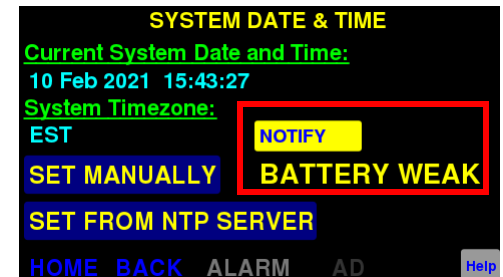 SYSTEM DATE & TIME
Current System Date and Time:
10 Feb 2021 15:43:27
System Timezone:
EST
NOTIFY
SET MANUALLY
BATTERY WEAK
SET FROM NTP SERVER
HOME BACK ALARM AD Help